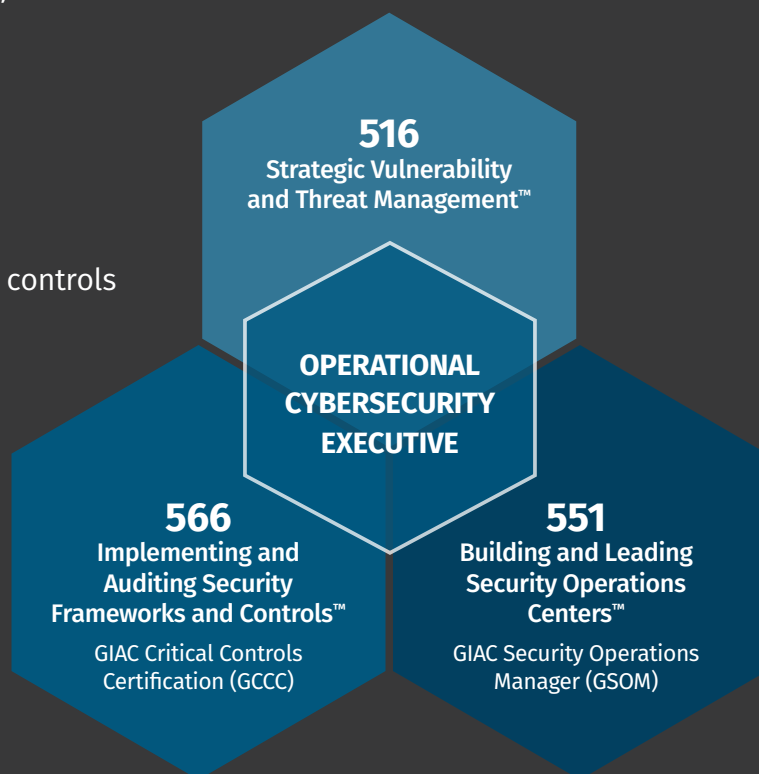 516
Strategic Vulnerability
and Threat Management™
controls
OPERATIONAL
CYBERSECURITY
EXECUTIVE
566
Implementing and
Auditing Security
Frameworks and Controls™
GIAC Critical Controls
Certification (GCCC)
551
Building and Leading
Security Operations
Centers™
GIAC Security Operations
Manager (GSOM)